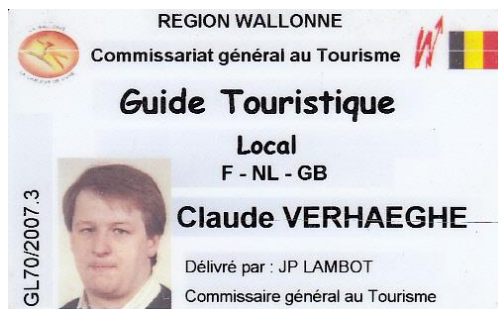 REGION WALLONNE
Commissariat général au Tourisme
Guide Touristique
Local
F - NL - GB
Claude VERHAEGHE
Délivré par : JP LAMBOT
Commissaire général au Tourisme
GL70/2007.3